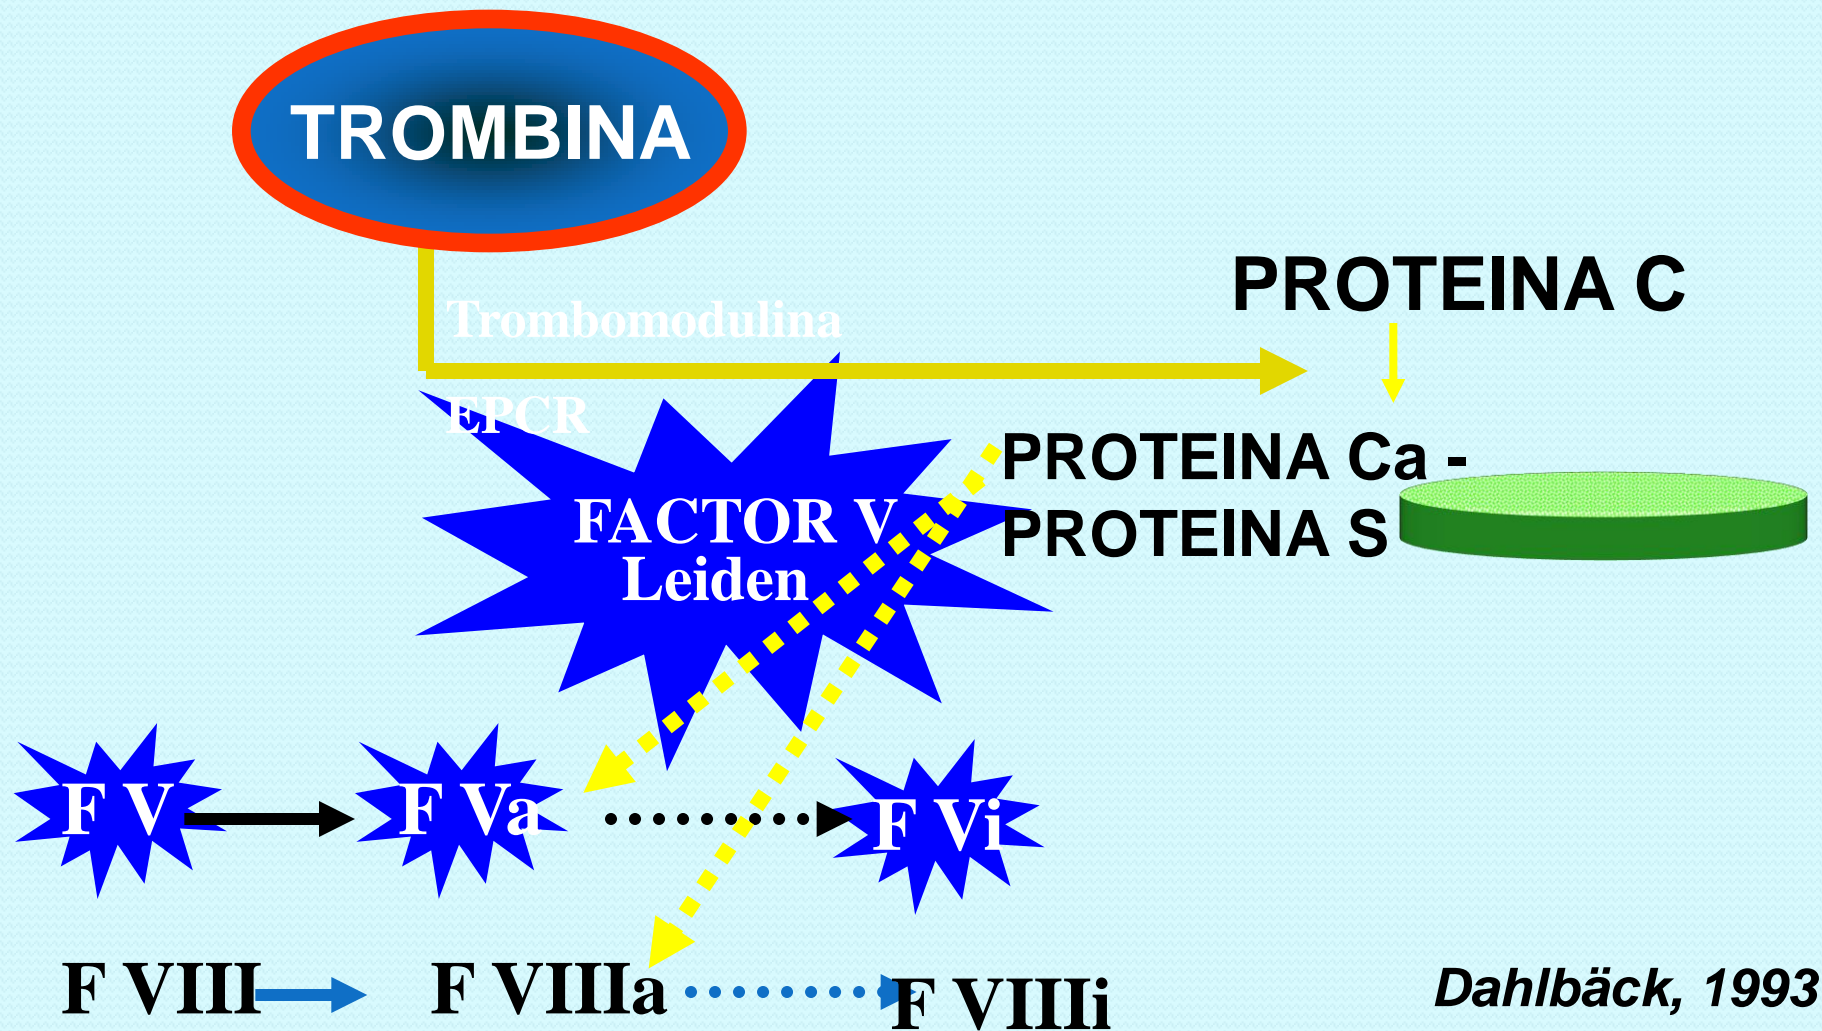 TROMBINA
PROTEINA C
Trombomodulina
EPCR
PROTEINA Ca -
PROTEINA S
FACTOR V
Leiden
F V
F Va
F Vi
F VIII
F VIIIa
F VIIIi
Dahlbäck, 1993